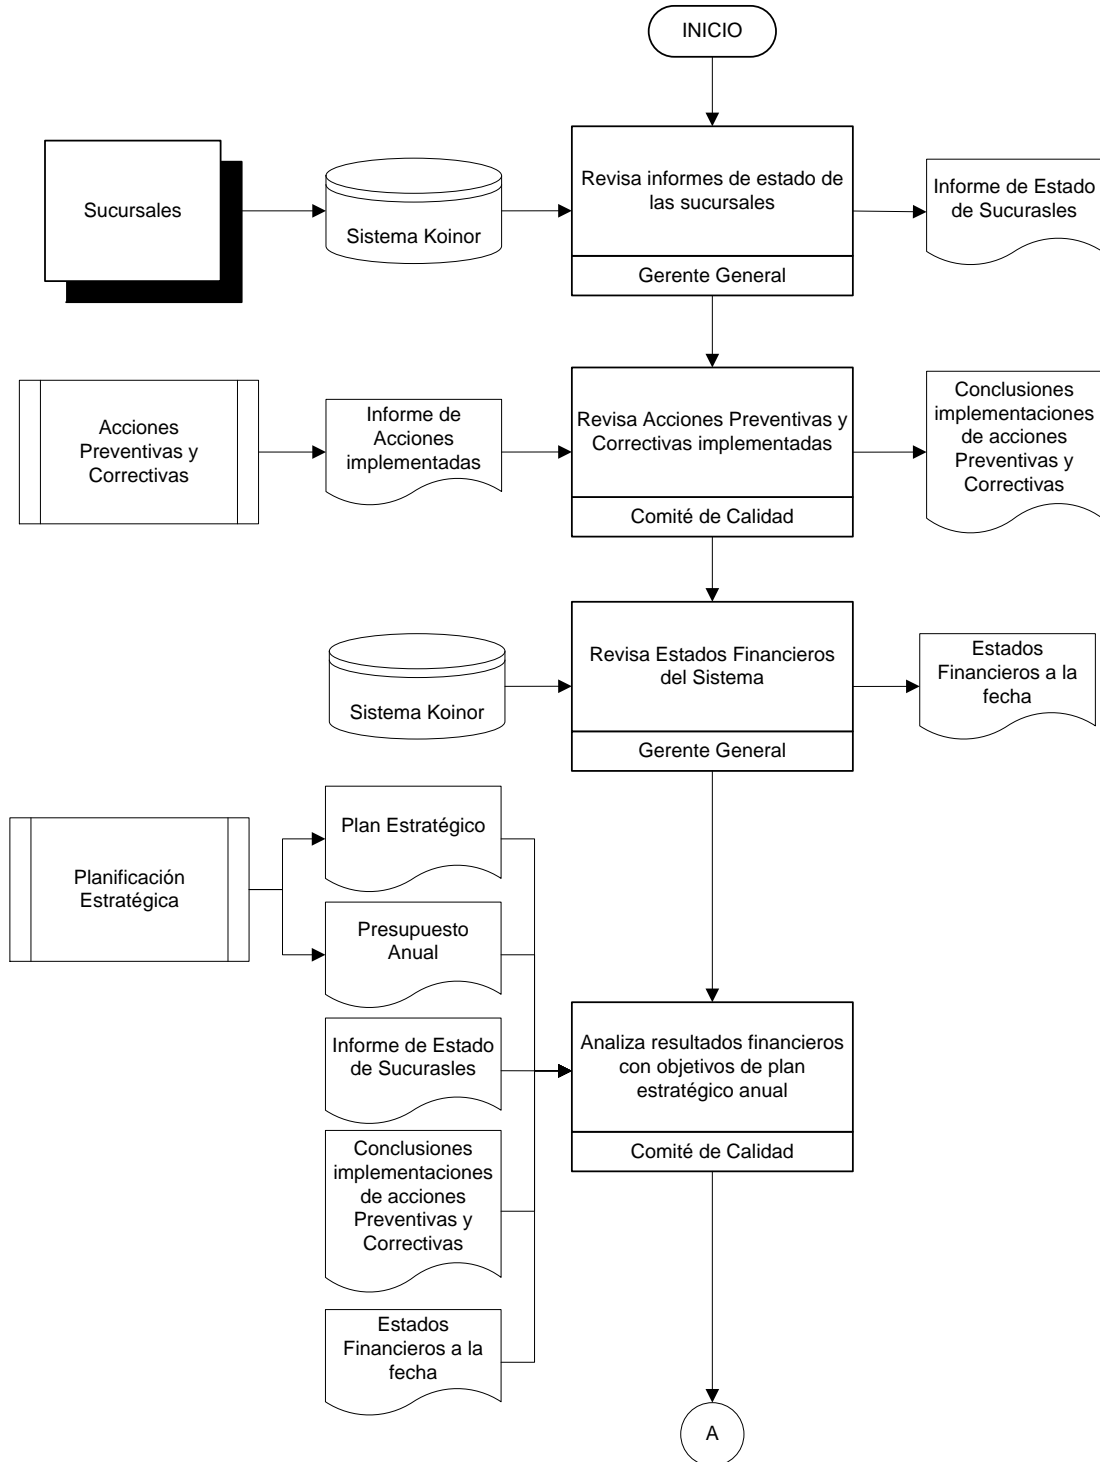 INICIO
Sucursales
Sistema Koinor
Revisa informes de estado de
las sucursales
Gerente General
Informe de Estado
de Sucurasles
Acciones
Preventivas y
Correctivas
Informe de
Acciones
implementadas
Revisa Acciones Preventivas y
Correctivas implementadas
Comité de Calidad
Conclusiones
implementaciones
de acciones
Preventivas y
Correctivas
Sistema Koinor
Revisa Estados Financieros
del Sistema
Gerente General
Estados
Financieros a la
fecha
Planificación
Estratégica
Plan Estratégico
Presupuesto
Anual
Informe de Estado
de Sucurasles
Conclusiones
implementaciones
de acciones
Preventivas y
Correctivas
Estados
Financieros a la
fecha
Analiza resultados financieros
con objetivos de plan
estratégico anual
Comité de Calidad
A